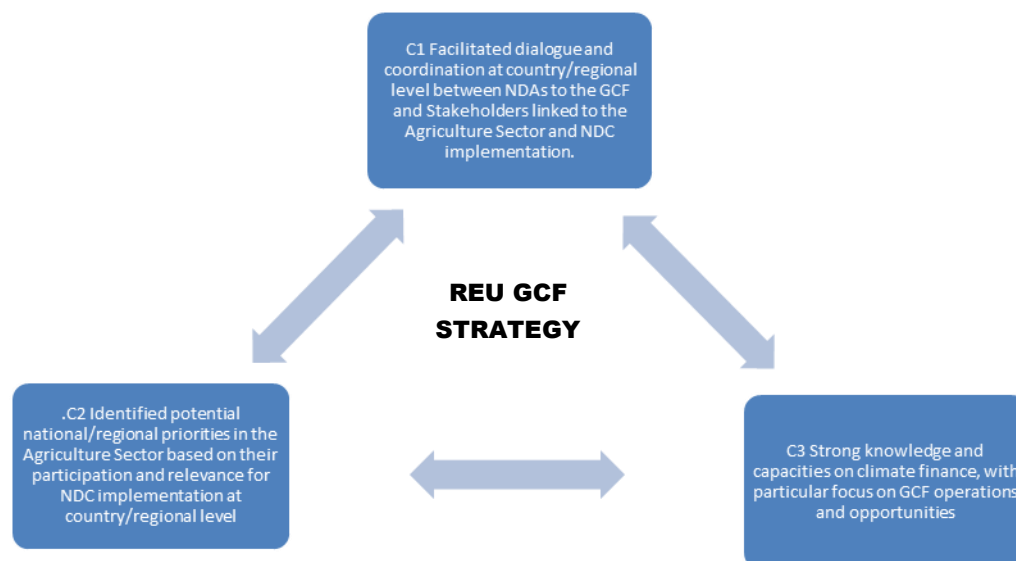 C1 Facilitated dialogue and
coordination at country/regional
level between NDAs to the GCF
and Stakeholders linked to the
Agriculture Sector and NDC
implementation.
REU GCF
STRATEGY
.C2 Identified potential
national/regional priorities in the
Agriculture Sector based on their
participation and relevance for
NDC implementation at
country/regional level
C3 Strong knowledge and
capacities on climate finance, with
particular focus on GCF operations
and opportunities